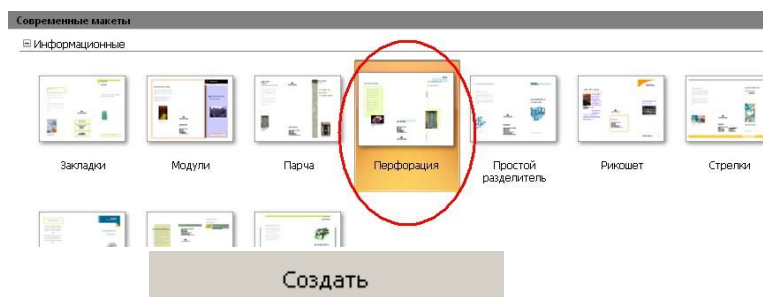 Современные макеты
Информационные
Закладки Модули Парча Перфорация Простой разделитель Рикошет Стрелки
Создать